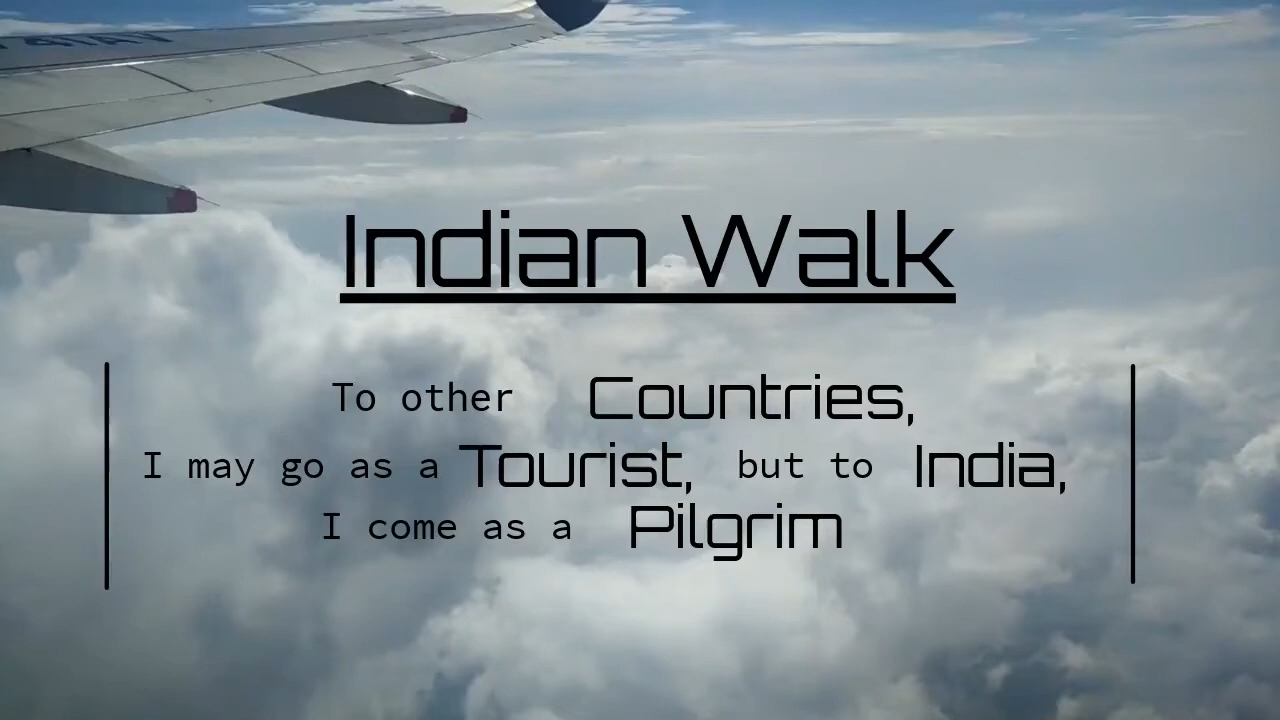 Indian Walk
To other Countries,
I may go as a Tourist, but to India,
I come as a Pilgrim